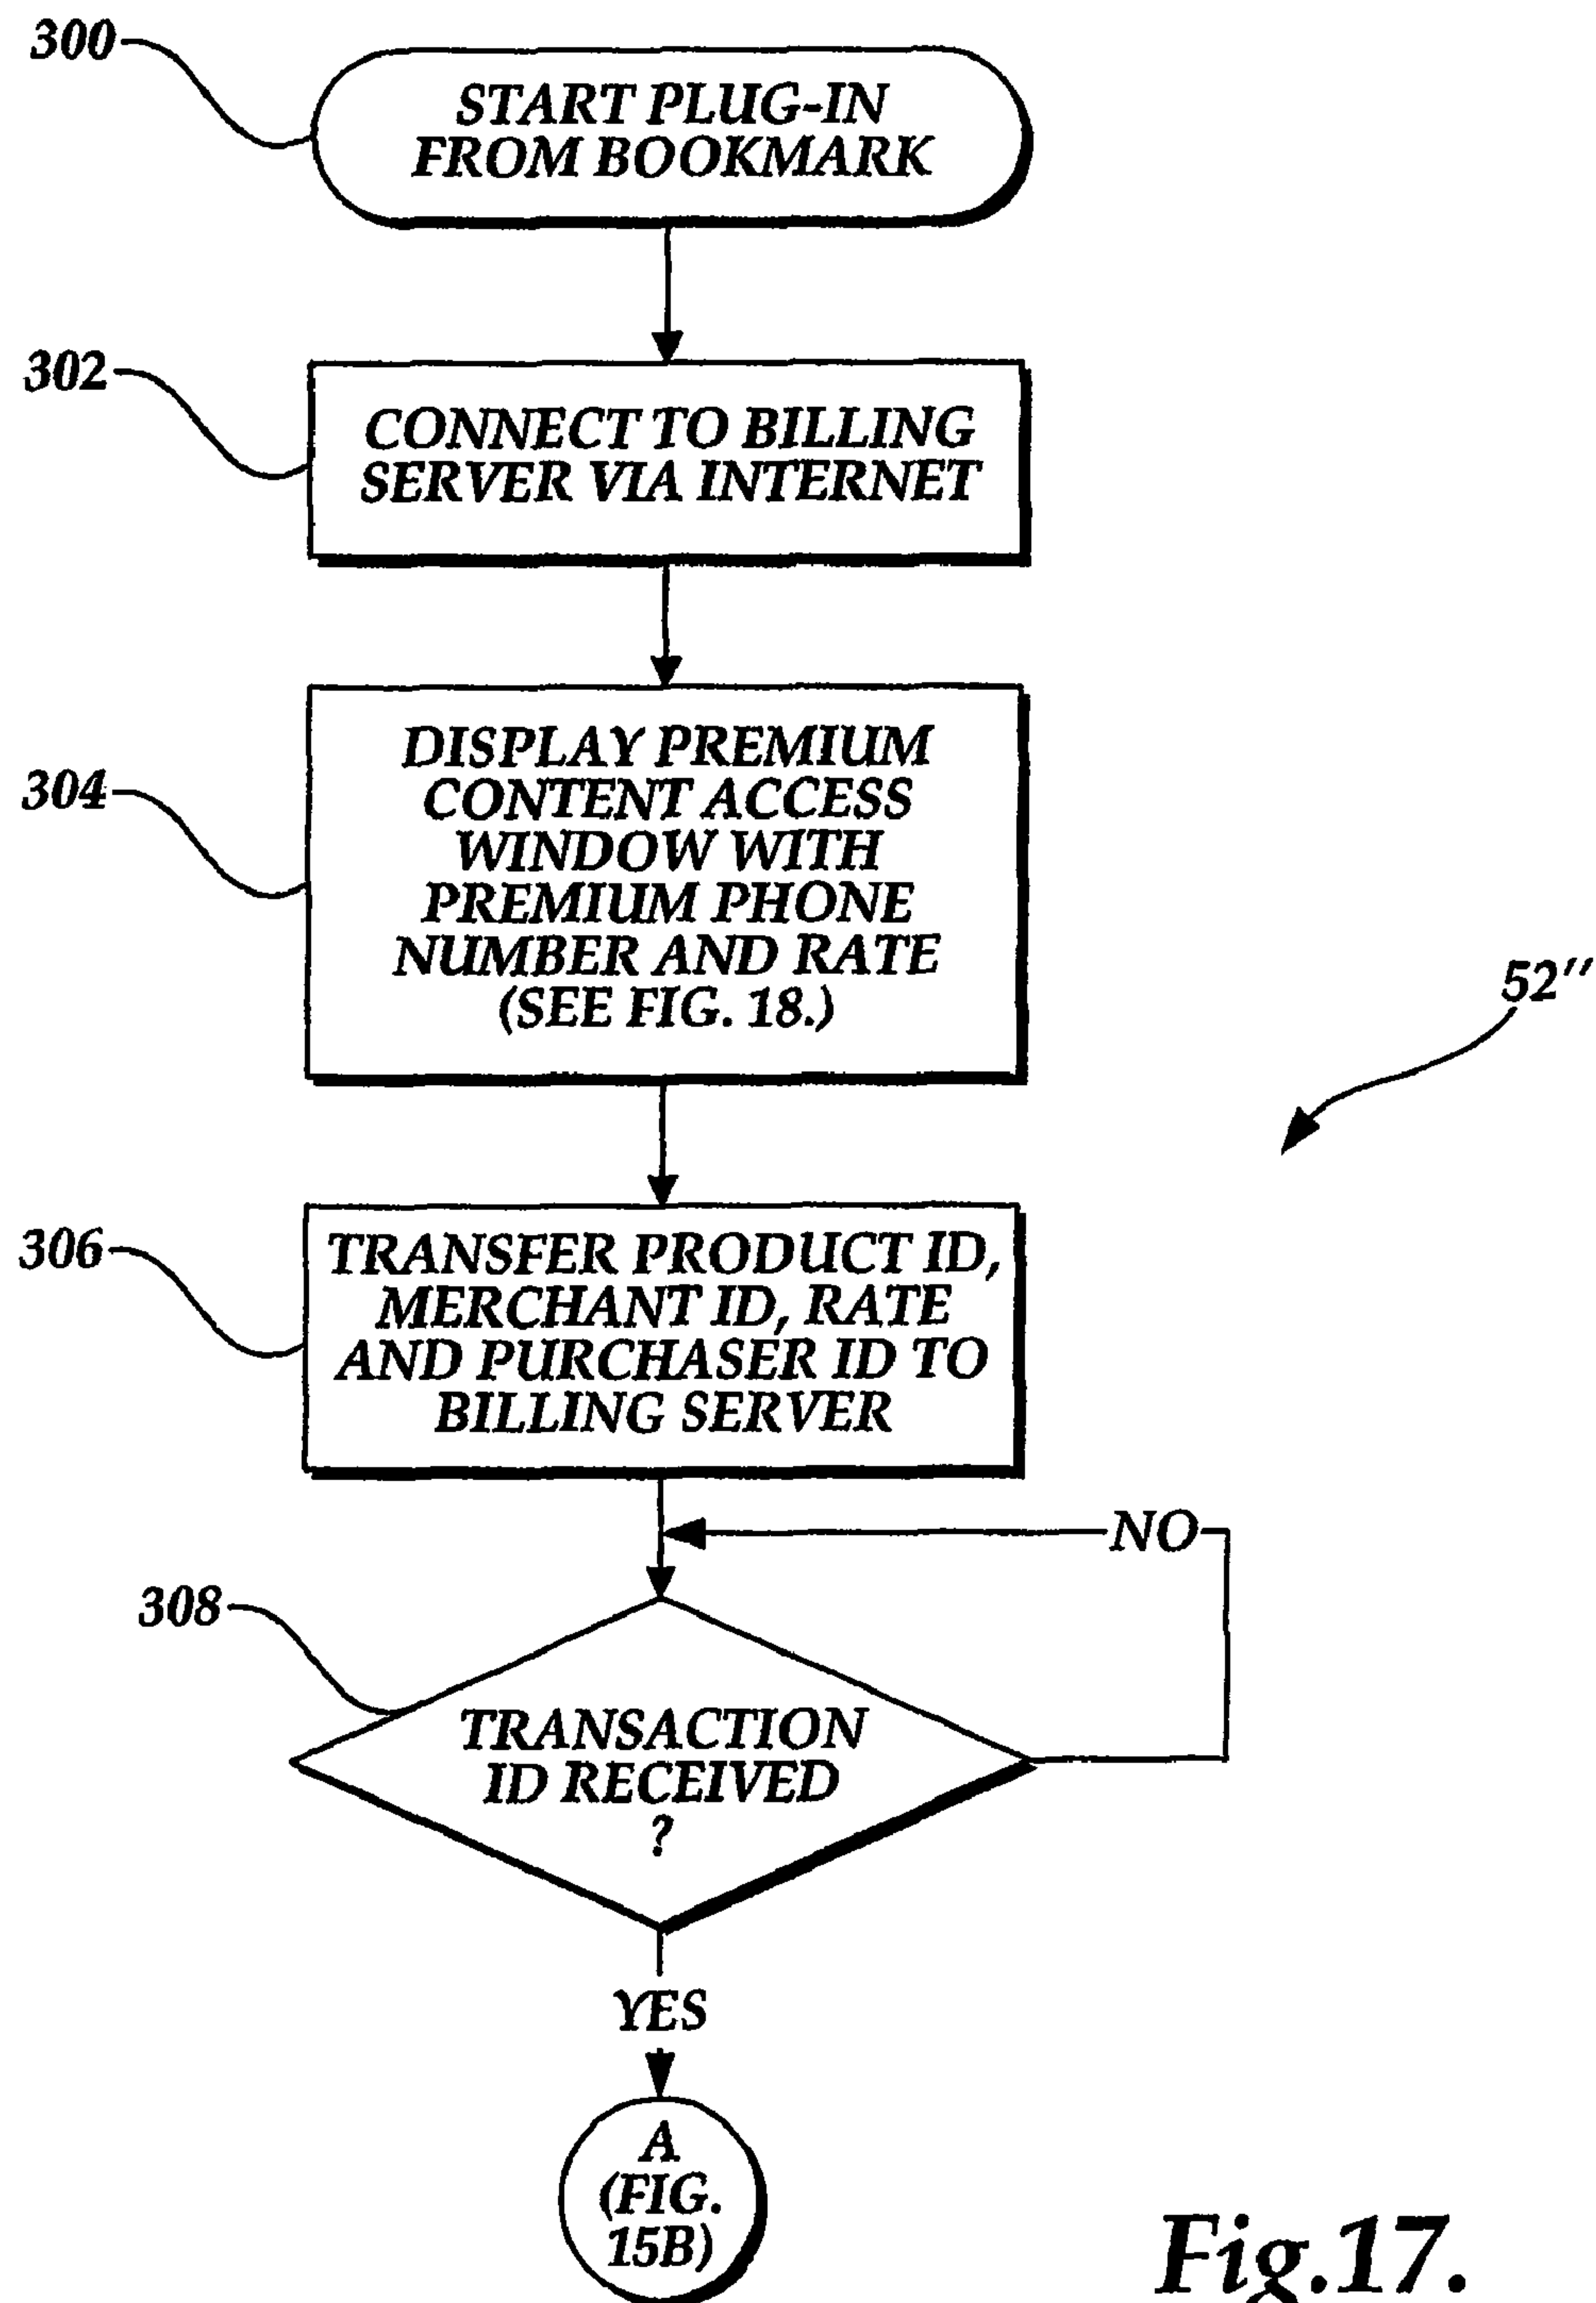 300
START PLUG-IN
FROM BOOKMARK
302
CONNECT TO BILLING
SERVER VIA INTERNET
304
DISPLAY PREMIUM
CONTENT ACCESS
WINDOW WITH
PREMIUM PHONE
NUMBER AND RATE
(SEE FIG. 18.)
52''
306
TRANSFER PRODUCT ID,
MERCHANT ID, RATE
AND PURCHASER ID TO
BILLING SERVER
NO
308
TRANSACTION
ID RECEIVED
?
YES
A
(FIG.
15B)
Fig.17.